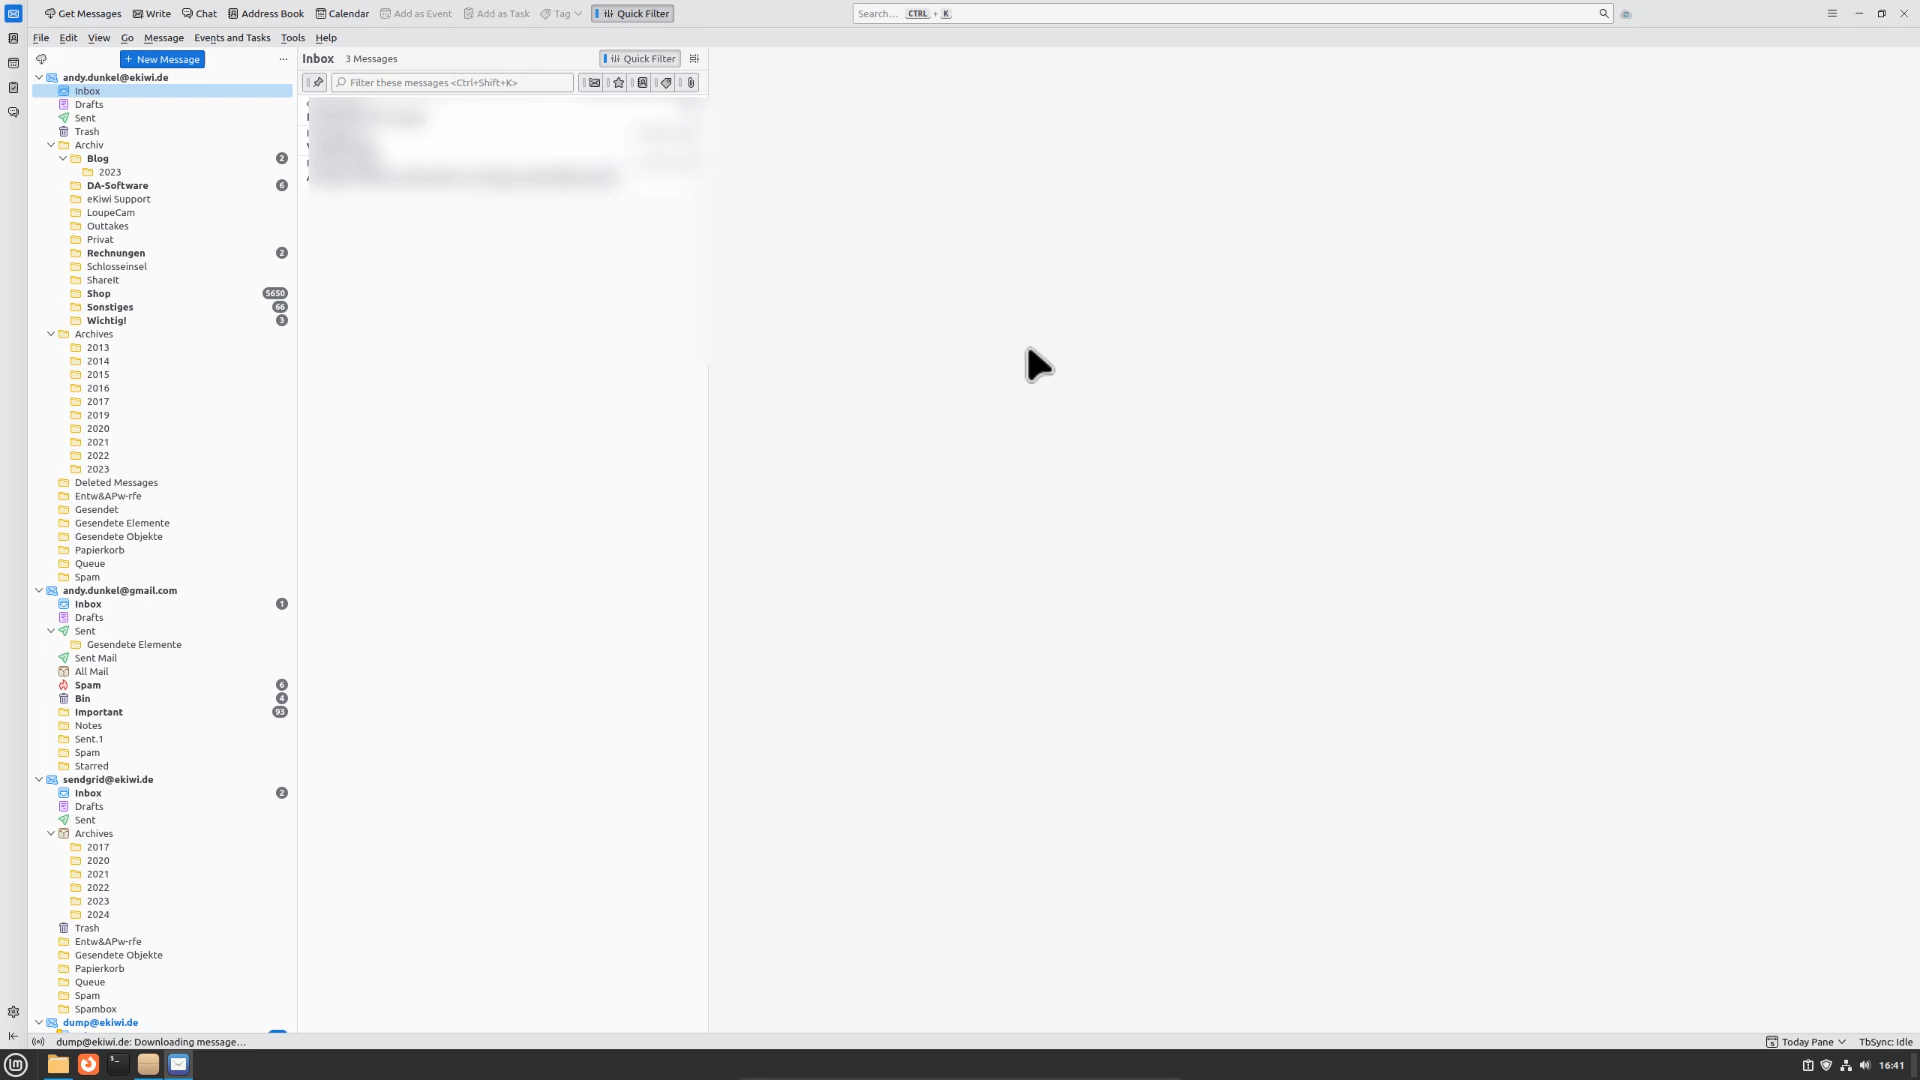 Get Messages Write Chat Address Book Calendar Add as Event Add as Task Tag Quick Filter Search... CTRL + K
File Edit View Go Message Events and Tasks Tools Help
+ New Message ... Inbox 3 Messages Quick Filter
andy.dunkel@ekiwi.de
Filter these messages <Ctrl+Shift+K>
Inbox
Drafts
Sent
Trash
Archiv
Blog 2
2023
DA-Software 6
eKiwi Support
LoupeCam
Outtakes
Privat
Rechnungen 2
Schlosseinsel
ShareIt
Shop 5650
Sonstiges 66
Wichtig! 3
Archives
2013
2014
2015
2016
2017
2019
2020
2021
2022
2023
Deleted Messages
Entw&APw-rfe
Gesendet
Gesendete Elemente
Gesendete Objekte
Papierkorb
Queue
Spam
andy.dunkel@gmail.com
Inbox 1
Drafts
Sent
Gesendete Elemente
Sent Mail
All Mail
Spam 6
Bin 4
Important 93
Notes
Sent.1
Spam
Starred
sendgrid@ekiwi.de
Inbox 2
Drafts
Sent
Archives
2017
2020
2021
2022
2023
2024
Trash
Entw&APw-rfe
Gesendete Objekte
Papierkorb
Queue
Spam
Spambox
dump@ekiwi.de
dump@ekiwi.de: Downloading message... Today Pane TbSync: Idle
16:41